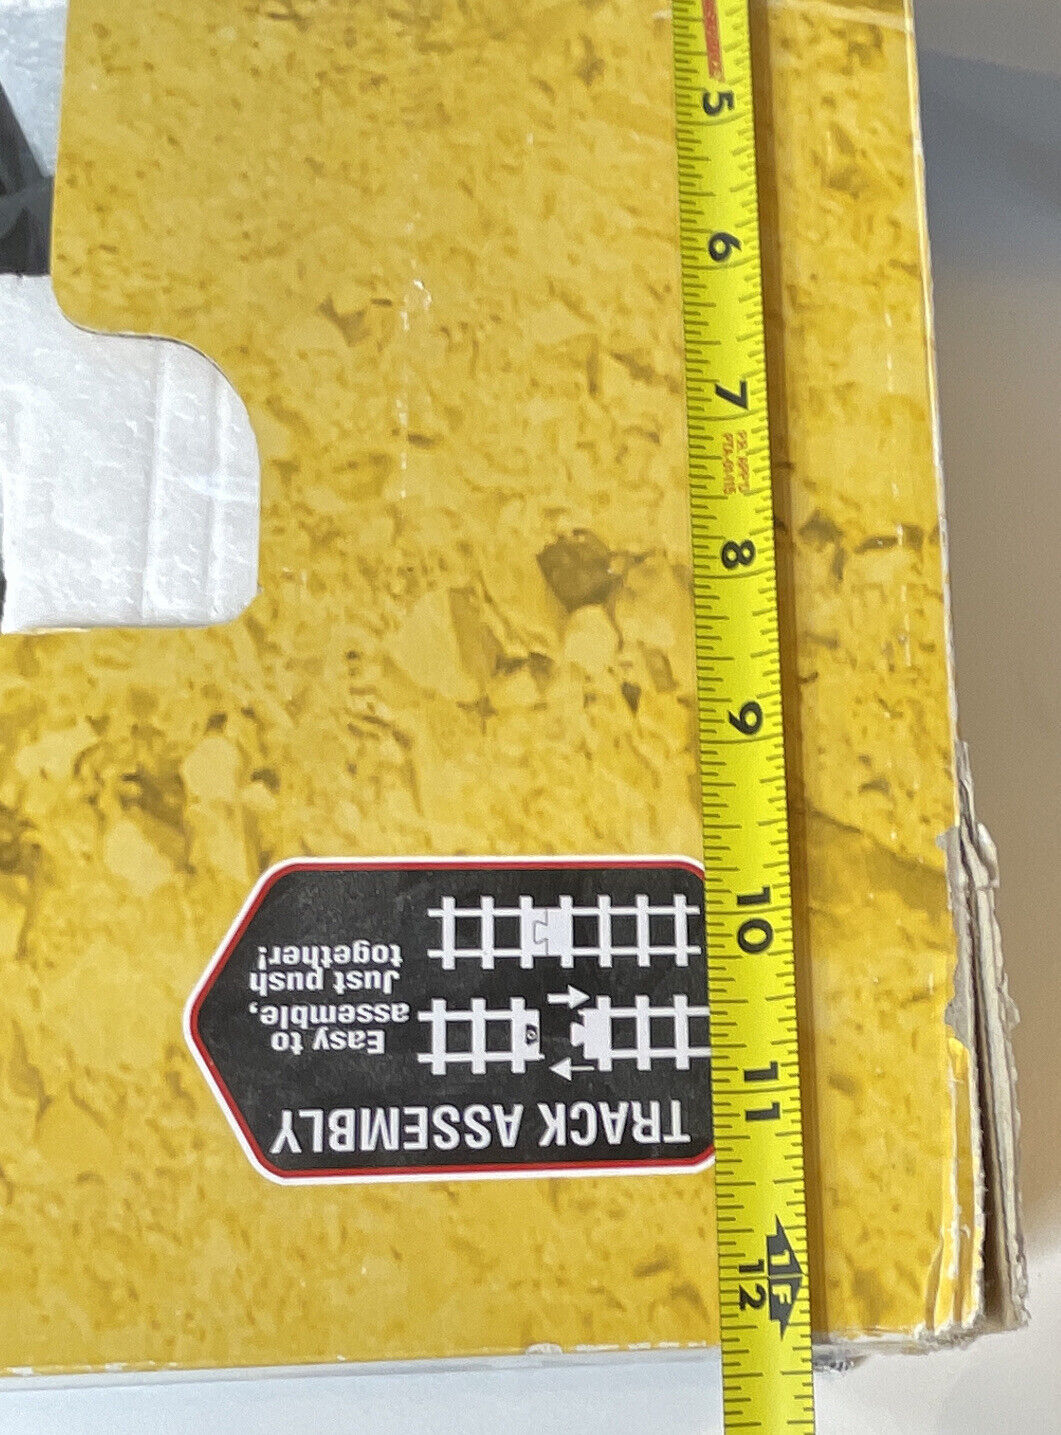 5
6
7
8
9
10
11
12
1F
TRACK ASSEMBLY
Easy to
assemble,
Just push
together!